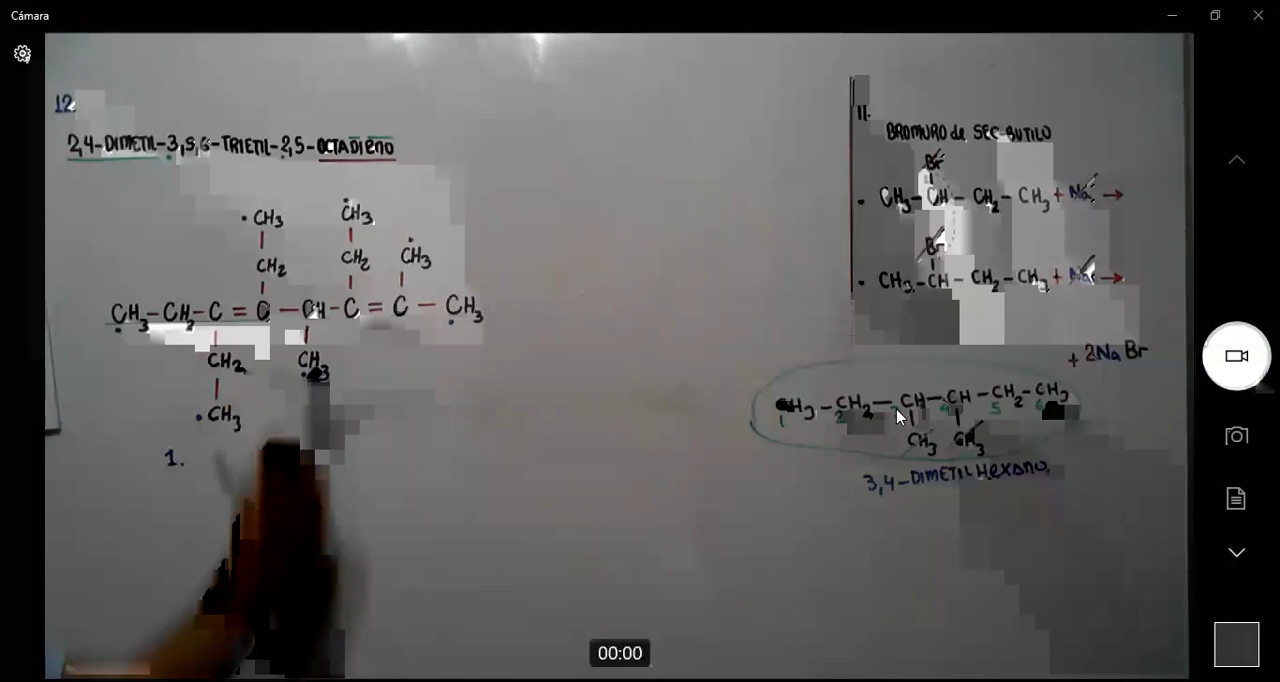 Cámara
12.
2,4-DIMETIL-3,5,6-TRIETIL-2,5-OCTADIENO
CH3 CH3
CH2 CH2 CH3
CH3-CH2-C=C-CH-C=C-CH3
CH2 CH3
CH3
1.
11.
BROMURO de SEC-BUTILO
Br
· CH3-CH-CH2-CH3+Na→
Br
· CH3-CH-CH2-CH3+Na→
+ 2NaBr
CH3-CH2-CH-CH-CH2-CH3
1 2 3 4 5 6
CH3 CH3
3,4-DIMETIL HEXANO
00:00